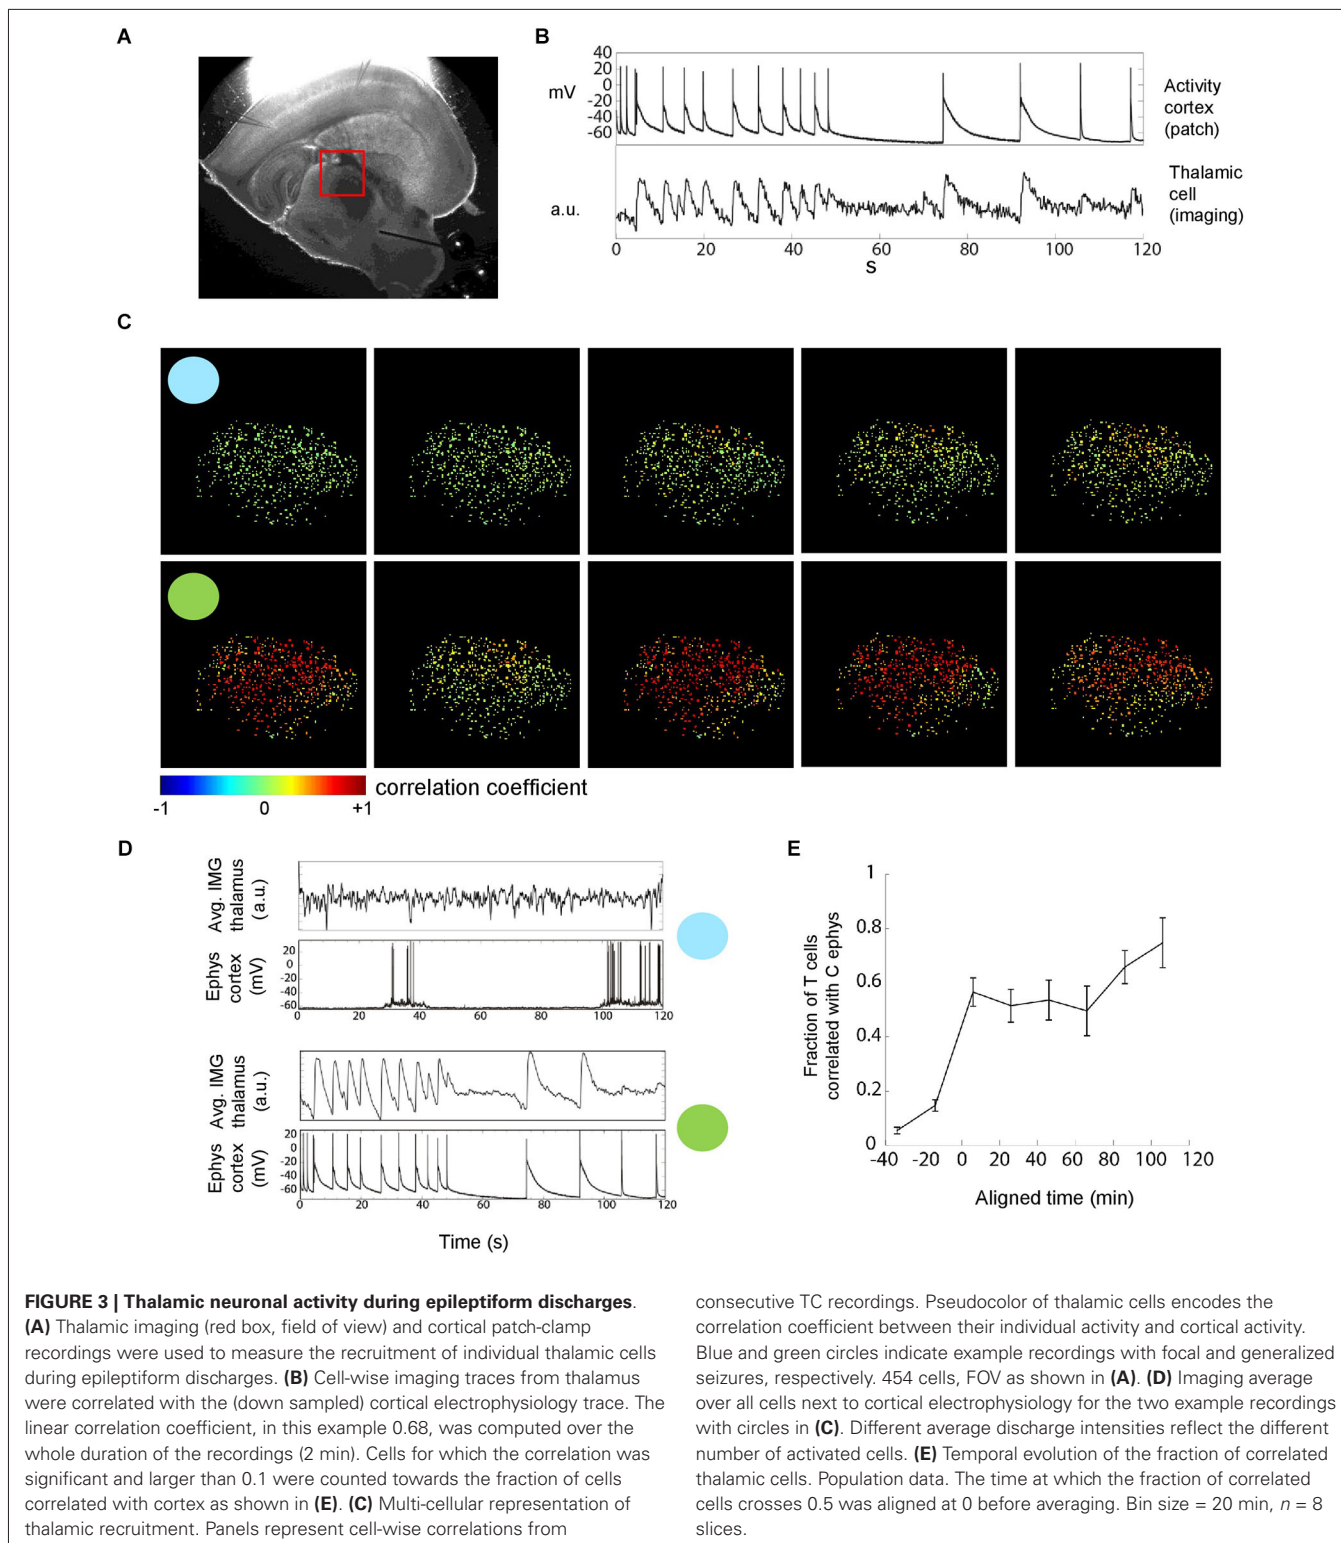 A
B
40
20
0
-20
-40
-60
mV
Activity
cortex
(patch)
a.u.
Thalamic
cell
(imaging)
0 20 40 60 80 100 120
s
C
-1 0 +1
correlation coefficient
D
Avg. IMG
thalamus
(a.u.)
0 20 40 60 80 100 120
Ephys
cortex
(mV)
20
0
-20
-40
-60
0 20 40 60 80 100 120
Avg. IMG
thalamus
(a.u.)
Ephys
cortex
(mV)
20
0
-20
-40
-60
0 20 40 60 80 100 120
Time (s)
E
Fraction of T cells
correlated with C ephys
1
0.8
0.6
0.4
0.2
0
-40 -20 0 20 40 60 80 100 120
Aligned time (min)
FIGURE 3 | Thalamic neuronal activity during epileptiform discharges.
(A) Thalamic imaging (red box, field of view) and cortical patch-clamp
recordings were used to measure the recruitment of individual thalamic cells
during epileptiform discharges. (B) Cell-wise imaging traces from thalamus
were correlated with the (down sampled) cortical electrophysiology trace. The
linear correlation coefficient, in this example 0.68, was computed over the
whole duration of the recordings (2 min). Cells for which the correlation was
significant and larger than 0.1 were counted towards the fraction of cells
correlated with cortex as shown in (E). (C) Multi-cellular representation of
thalamic recruitment. Panels represent cell-wise correlations from
consecutive TC recordings. Pseudocolor of thalamic cells encodes the
correlation coefficient between their individual activity and cortical activity.
Blue and green circles indicate example recordings with focal and generalized
seizures, respectively. 454 cells, FOV as shown in (A). (D) Imaging average
over all cells next to cortical electrophysiology for the two example recordings
with circles in (C). Different average discharge intensities reflect the different
number of activated cells. (E) Temporal evolution of the fraction of correlated
thalamic cells. Population data. The time at which the fraction of correlated
cells crosses 0.5 was aligned at 0 before averaging. Bin size = 20 min, n = 8
slices.